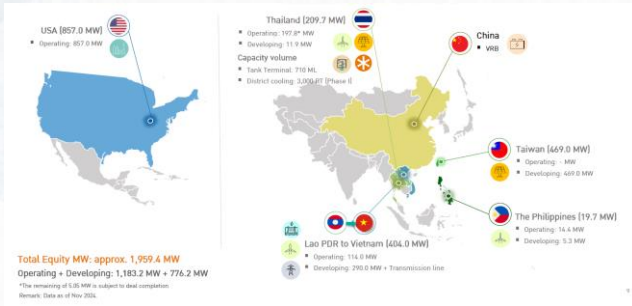 USA (857.0 MW)
▪ Operating: 857.0 MW
Thailand (209.7 MW)
▪ Operating: 197.8* MW
▪ Developing: 11.9 MW
Capacity volume
▪ Tank Terminal: 710 ML
▪ District cooling: 3,000 RT (Phase I)
China
▪ VRB
Taiwan (469.0 MW)
▪ Operating: - MW
▪ Developing: 469.0 MW
The Philippines (19.7 MW)
▪ Operating: 14.4 MW
▪ Developing: 5.3 MW
Lao PDR to Vietnam (404.0 MW)
▪ Operating: 114.0 MW
▪ Developing: 290.0 MW + Transmission line
Total Equity MW: approx. 1,959.4 MW
Operating + Developing: 1,183.2 MW + 776.2 MW
*The remaining of 5.05 MW is subject to deal completion
Remark: Data as of Nov 2024